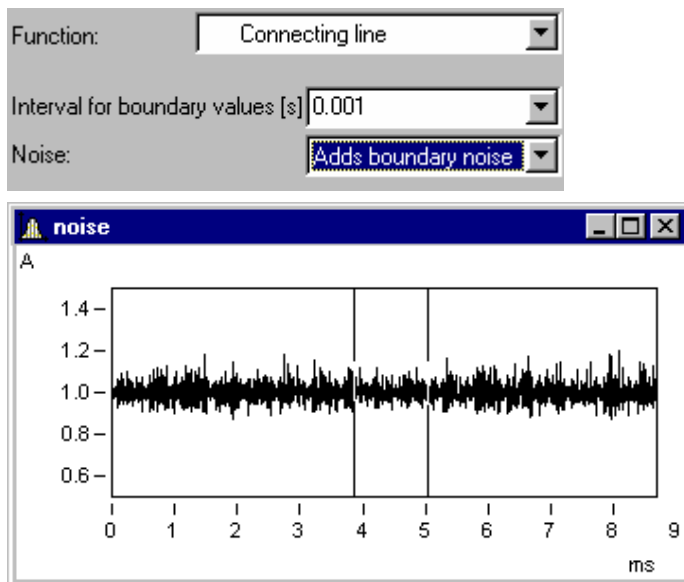 Function: Connecting line
Interval for boundary values [s] 0.001
Noise: Adds boundary noise
noise
A
1.4
1.2
1.0
0.8
0.6
0 1 2 3 4 5 6 7 8 9
ms